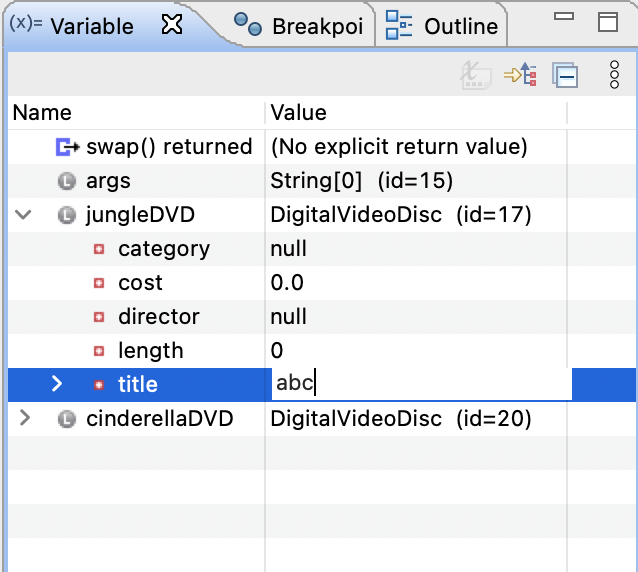 (x)= Variable Breakpoi Outline
Name Value
swap() returned (No explicit return value)
L args String[0] (id=15)
L jungleDVD DigitalVideoDisc (id=17)
category null
cost 0.0
director null
length 0
title abc
L cinderellaDVD DigitalVideoDisc (id=20)